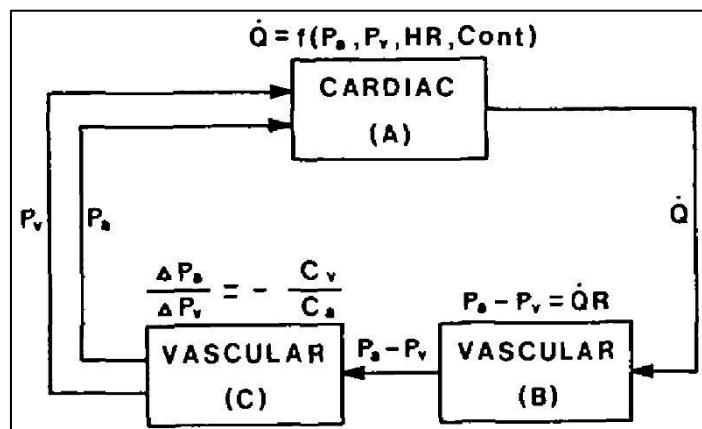 Q̇ = f(Pₐ, Pᵥ, HR, Cont)
CARDIAC
(A)
Pᵥ
Pₐ
Q̇
ΔPₐ/ΔPᵥ = - Cᵥ/Cₐ
Pₐ - Pᵥ = Q̇R
VASCULAR
(C)
Pₐ - Pᵥ
VASCULAR
(B)